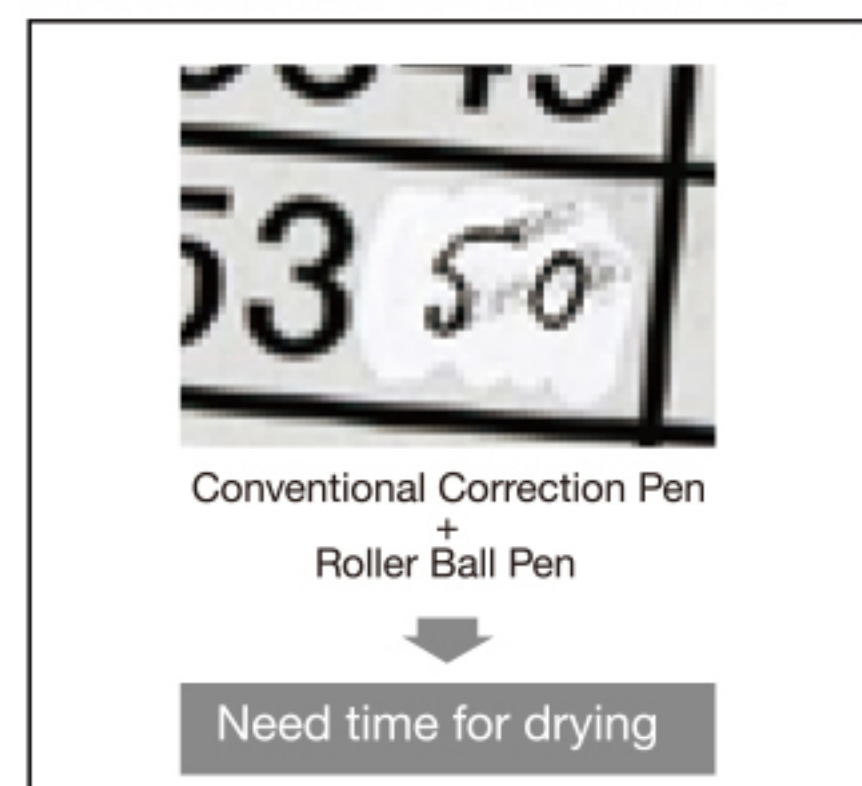 53 50
Conventional Correction Pen
+
Roller Ball Pen
Need time for drying